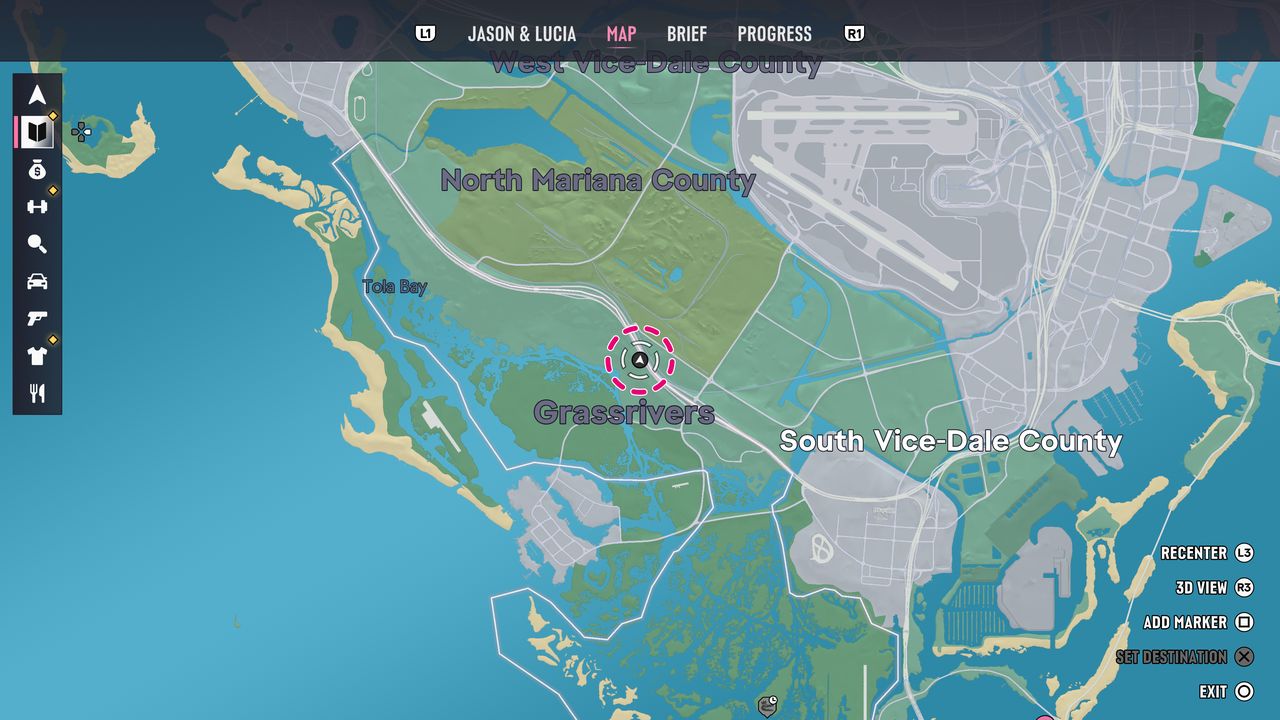 L1 JASON & LUCIA MAP BRIEF PROGRESS R1
West Vice-Dale County
North Mariana County
Tola Bay
Grassrivers
South Vice-Dale County
RECENTER L3
3D VIEW R3
ADD MARKER
SET DESTINATION
EXIT